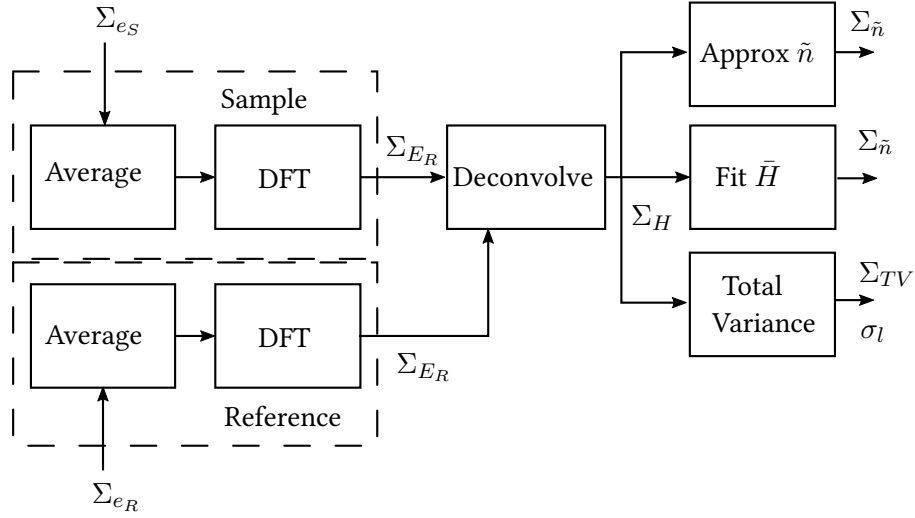 Σ_{e_S}
Sample
Average
DFT
Σ_{E_R}
Deconvolve
Σ_H
Approx ñ
Σ_ñ
Fit H̄
Σ_ñ
Total
Variance
Σ_{TV}
σ_l
Average
DFT
Σ_{E_R}
Reference
Σ_{e_R}